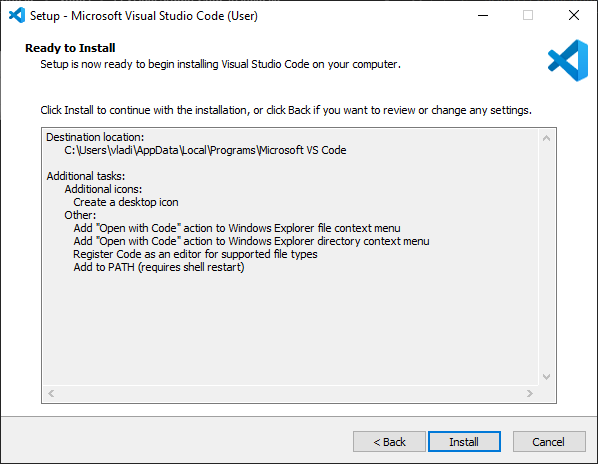 Setup - Microsoft Visual Studio Code (User)
Ready to Install
Setup is now ready to begin installing Visual Studio Code on your computer.
Click Install to continue with the installation, or click Back if you want to review or change any settings.
Destination location:
C:\Users\vladi\AppData\Local\Programs\Microsoft VS Code
Additional tasks:
Additional icons:
Create a desktop icon
Other:
Add "Open with Code" action to Windows Explorer file context menu
Add "Open with Code" action to Windows Explorer directory context menu
Register Code as an editor for supported file types
Add to PATH (requires shell restart)
< Back Install Cancel